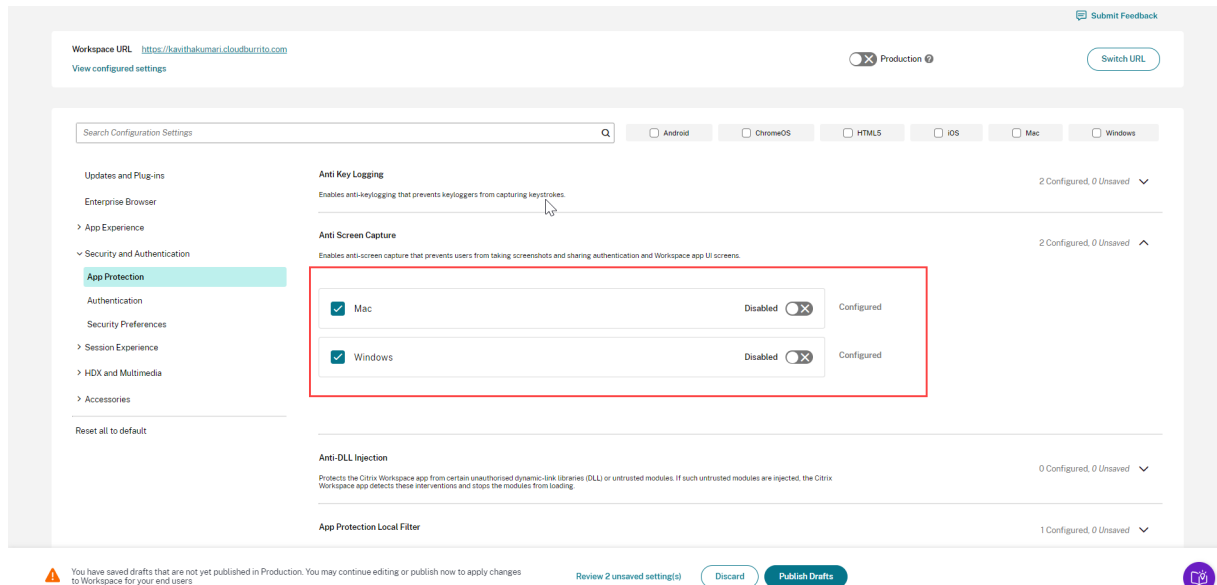 Submit Feedback
Workspace URL https://kavithakumari.cloudburrito.com
View configured settings
Production
Switch URL
Search Configuration Settings
Android
ChromeOS
HTML5
iOS
Mac
Windows
Updates and Plug-ins
Enterprise Browser
App Experience
Security and Authentication
App Protection
Authentication
Security Preferences
Session Experience
HDX and Multimedia
Accessories
Reset all to default
Anti Key Logging
2 Configured, 0 Unsaved
Enables anti-keylogging that prevents keyloggers from capturing keystrokes.
Anti Screen Capture
2 Configured, 0 Unsaved
Enables anti-screen capture that prevents users from taking screenshots and sharing authentication and Workspace app UI screens.
Mac Disabled Configured
Windows Disabled Configured
Anti-DLL Injection
0 Configured, 0 Unsaved
Protects the Citrix Workspace app from certain unauthorised dynamic-link libraries (DLL) or untrusted modules. If such untrusted modules are injected, the Citrix
Workspace app detects these interventions and stops the modules from loading.
App Protection Local Filter
1 Configured, 0 Unsaved
You have saved drafts that are not yet published in Production. You may continue editing or publish now to apply changes
to Workspace for your end users
Review 2 unsaved setting(s)
Discard
Publish Drafts